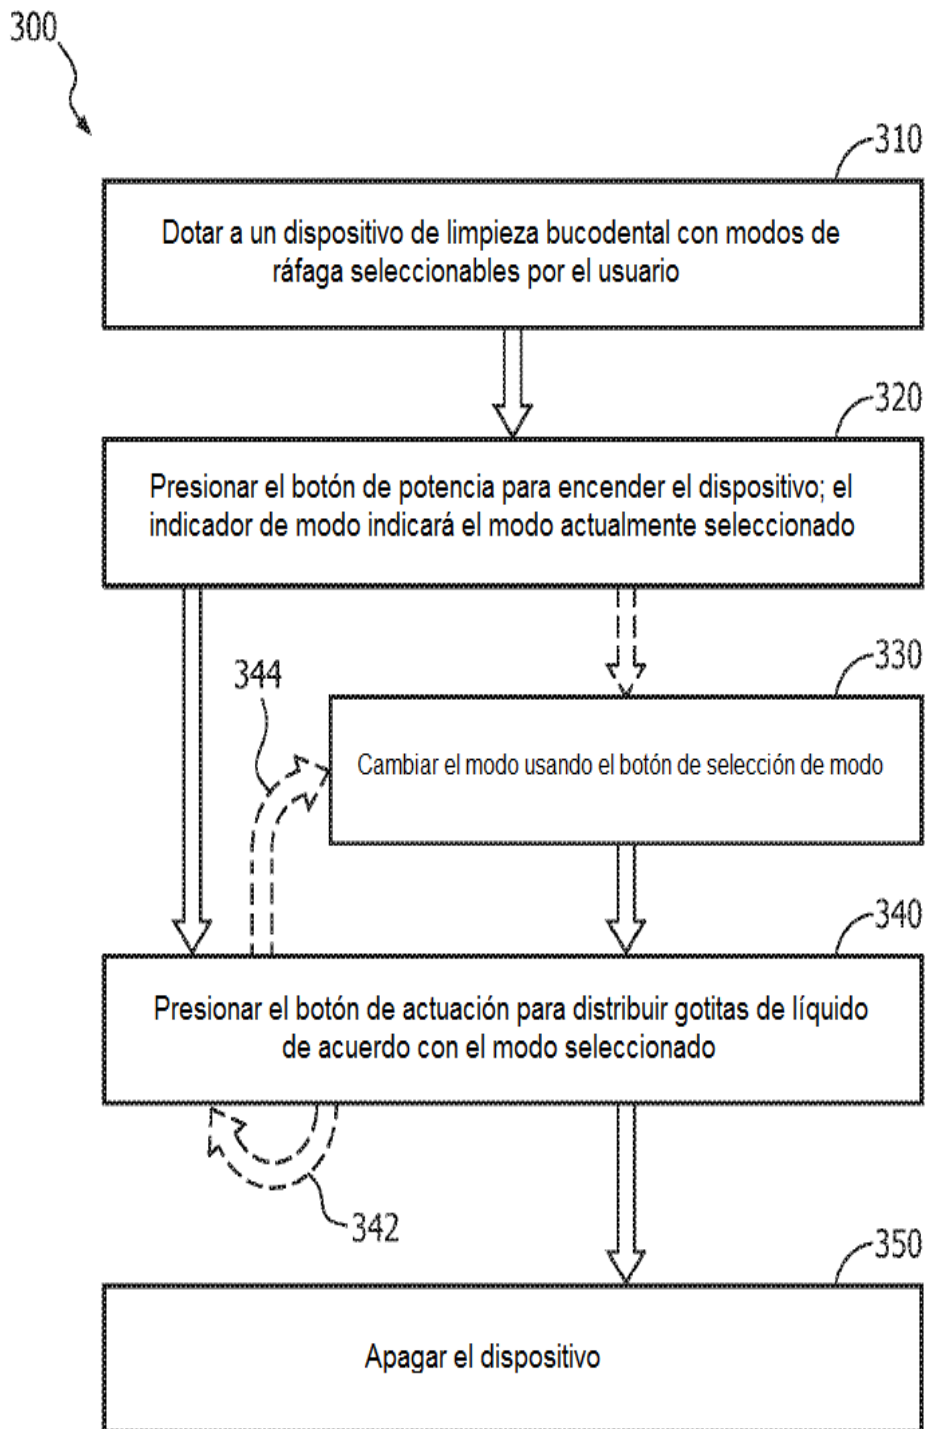 300
310
Dotar a un dispositivo de limpieza bucodental con modos de
ráfaga seleccionables por el usuario
320
Presionar el botón de potencia para encender el dispositivo; el
indicador de modo indicará el modo actualmente seleccionado
330
344
Cambiar el modo usando el botón de selección de modo
340
Presionar el botón de actuación para distribuir gotitas de líquido
de acuerdo con el modo seleccionado
342
350
Apagar el dispositivo